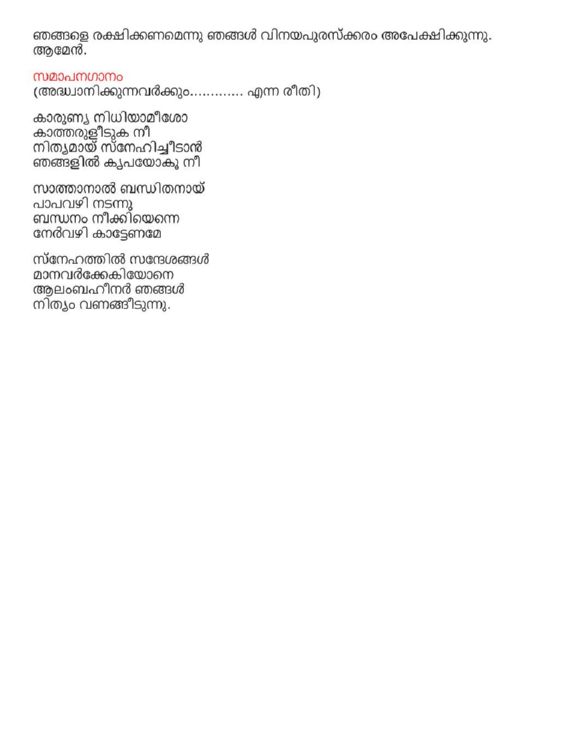 ഞങ്ങളെ രക്ഷിക്കണമെന്നു ഞങ്ങൾ വിനയപുരസ്ക്കരം അപേക്ഷിക്കുന്നു.
ആമേൻ.
സമാപനഗാനം
(അദ്ധ്വാനിക്കുന്നവർക്കും............. എന്ന രീതി)
കാരുണ്യ നിധിയാമീശോ
കാത്തരുളീടുക നീ
നിത്യമായ് സ്നേഹിച്ചീടാൻ
ഞങ്ങളിൽ കൃപയോകൂ നീ
സാത്താനാൽ ബന്ധിതനായ്
പാപവഴി നടന്നു
ബന്ധനം നീക്കിയെന്നെ
നേർവഴി കാട്ടേണമേ
സ്നേഹത്തിൽ സന്ദേശങ്ങൾ
മാനവർക്കേകിയോനെ
ആലംബഹീനർ ഞങ്ങൾ
നിത്യം വണങ്ങീടുന്നു.